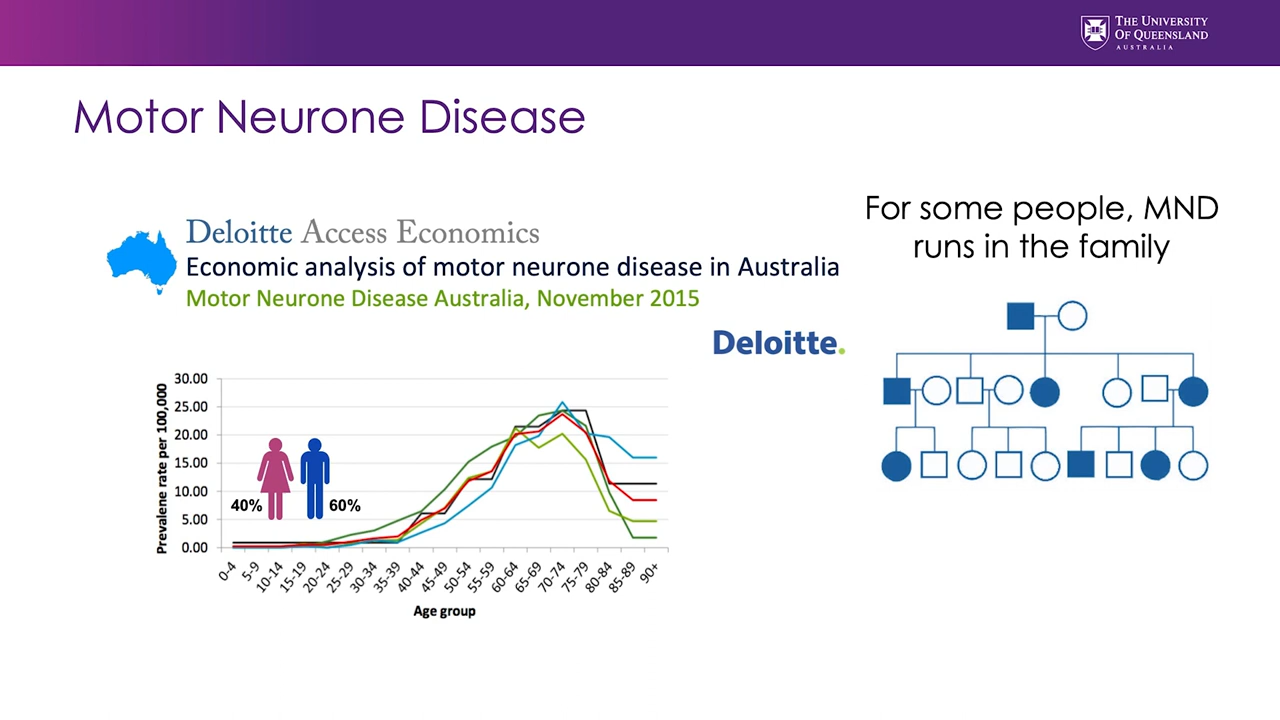 THE UNIVERSITY
OF QUEENSLAND
AUSTRALIA
Motor Neurone Disease
Deloitte Access Economics
Economic analysis of motor neurone disease in Australia
Motor Neurone Disease Australia, November 2015
Deloitte.
For some people, MND
runs in the family
Prevalene rate per 100,000
30.00
25.00
20.00
15.00
10.00
5.00
0.00
40%
60%
0-4
5-9
10-14
15-19
20-24
25-29
30-34
35-39
40-44
45-49
50-54
55-59
60-64
65-69
70-74
75-79
80-84
85-89
90+
Age group